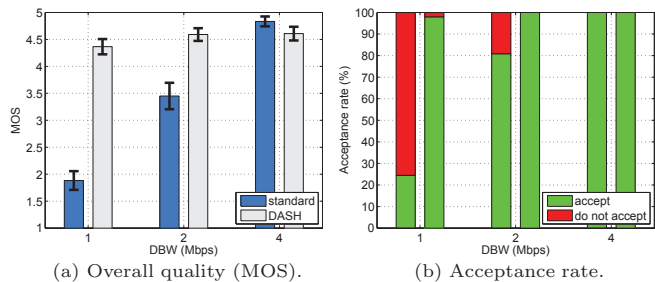 5
4.5
4
3.5
3
2.5
2
1.5
1
MOS
1 2 4
DBW (Mbps)
standard
DASH
(a) Overall quality (MOS).
100
90
80
70
60
50
40
30
20
10
0
Acceptance rate (%)
1 2 4
DBW (Mbps)
accept
do not accept
(b) Acceptance rate.